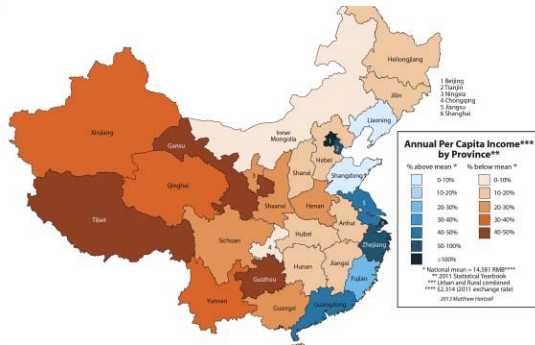 Heilongjiang
Jilin
1 Beijing
2 Tianjin
3 Ningxia
4 Chongqing
5 Jiangsu
6 Shanghai
Liaoning
Inner
Mongolia
Xinjiang
Gansu
Hebei
Shanxi
Shangdong
Qinghai
3
Shaanxi
Henan
Tibet
Sichuan
Anhui
Hubei
4
Zhejiang
Hunan
Jiangxi
Guizhou
Fujian
Yunnan
Guangxi
Guangdong
Annual Per Capita Income***
by Province**
% above mean * % below mean *
0-10% 0-10%
10-20% 10-20%
20-30% 20-30%
30-40% 30-40%
40-50% 40-50%
50-100%
>100%
* National mean = 14,581 RMB****
** 2011 Statistical Yearbook
*** Urban and Rural combined
**** $2,314 (2011 exchange rate)
2013 Matthew Hartzell